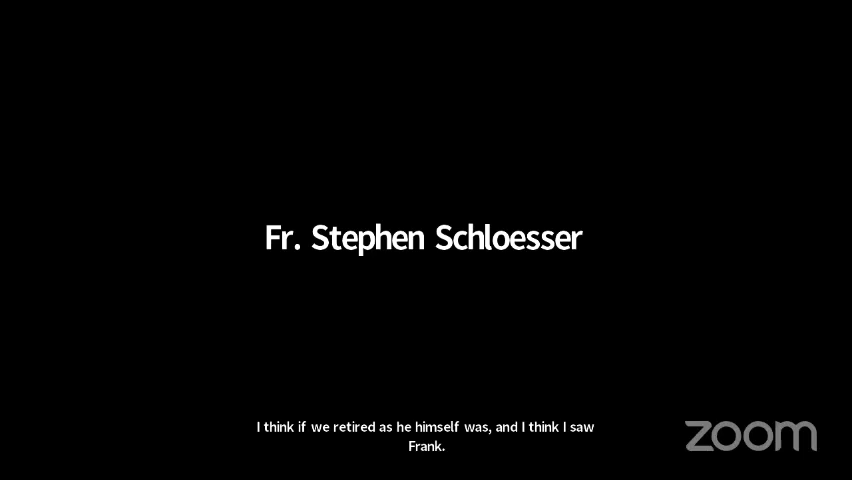 Fr. Stephen Schloesser
I think if we retired as he himself was, and I think I saw
Frank.
zoom